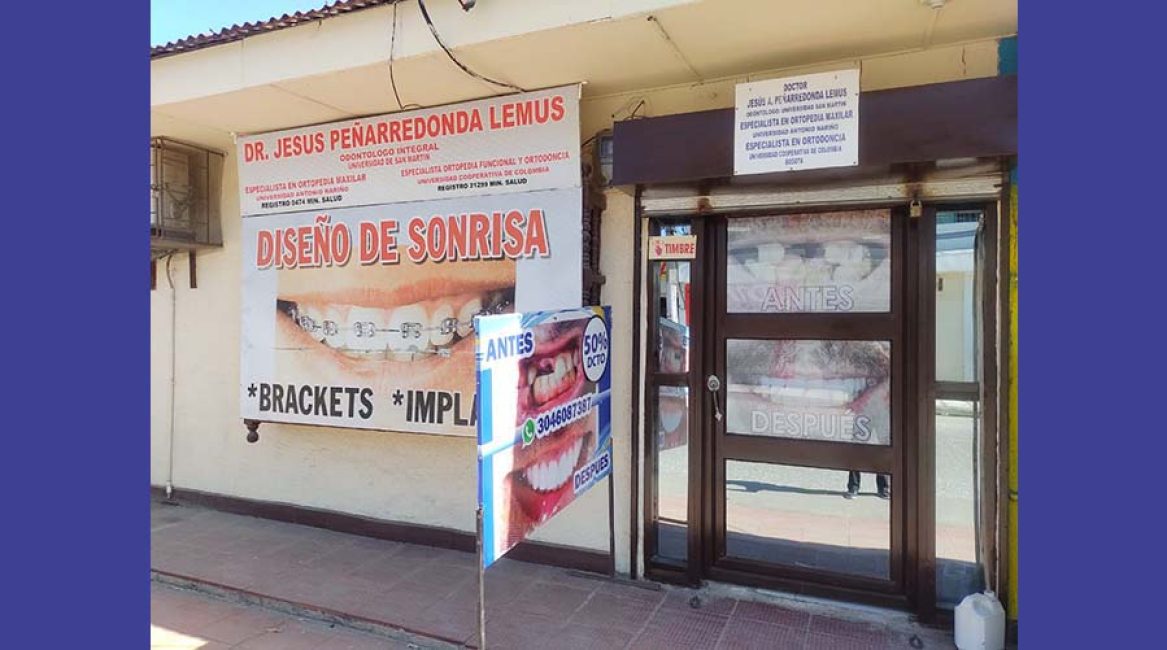 DR. JESUS PEÑARREDONDA LEMUS
ODONTOLOGO INTEGRAL
UNIVERSIDAD DE SAN MARTIN
ESPECIALISTA EN ORTOPEDIA MAXILAR
UNIVERSIDAD ANTONIO NARIÑO
REGISTRO 0474 MIN. SALUD
ESPECIALISTA ORTOPEDIA FUNCIONAL Y ORTODONCIA
UNIVERSIDAD COOPERATIVA DE COLOMBIA
REGISTRO 21299 MIN. SALUD
DISEÑO DE SONRISA
*BRACKETS *IMPLA
ANTES
50%
DCTO
3046087387
DESPUES
DOCTOR
JESÚS A. PEÑARREDONDA LEMUS
ODONTOLOGO: UNIVERSIDAD SAN MARTIN
ESPECIALISTA EN ORTOPEDIA MAXILAR
UNIVERSIDAD ANTONIO NARIÑO
ESPECIALISTA EN ORTODONCIA
UNIVERSIDAD COOPERATIVA DE COLOMBIA
BOGOTA
TIMBRE
ANTES
DESPUÉS